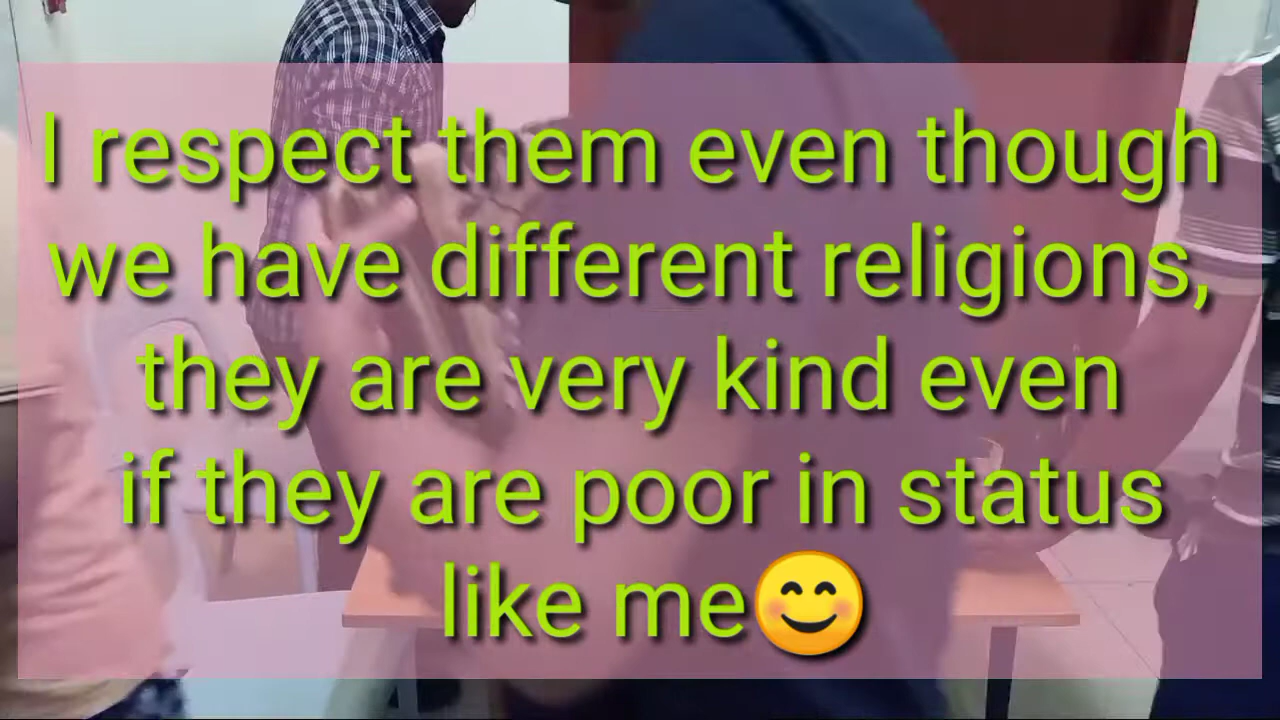 I respect them even though
we have different religions,
they are very kind even
if they are poor in status
like me😊